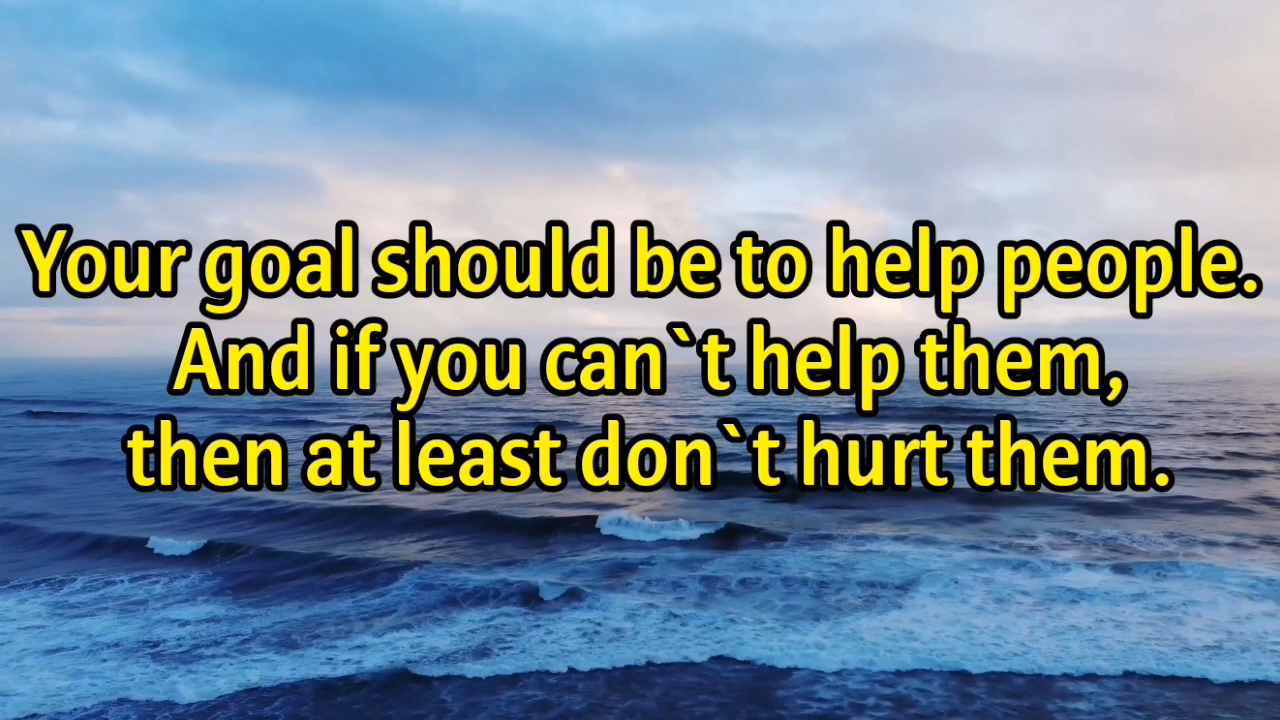 Your goal should be to help people.
And if you can`t help them,
then at least don`t hurt them.